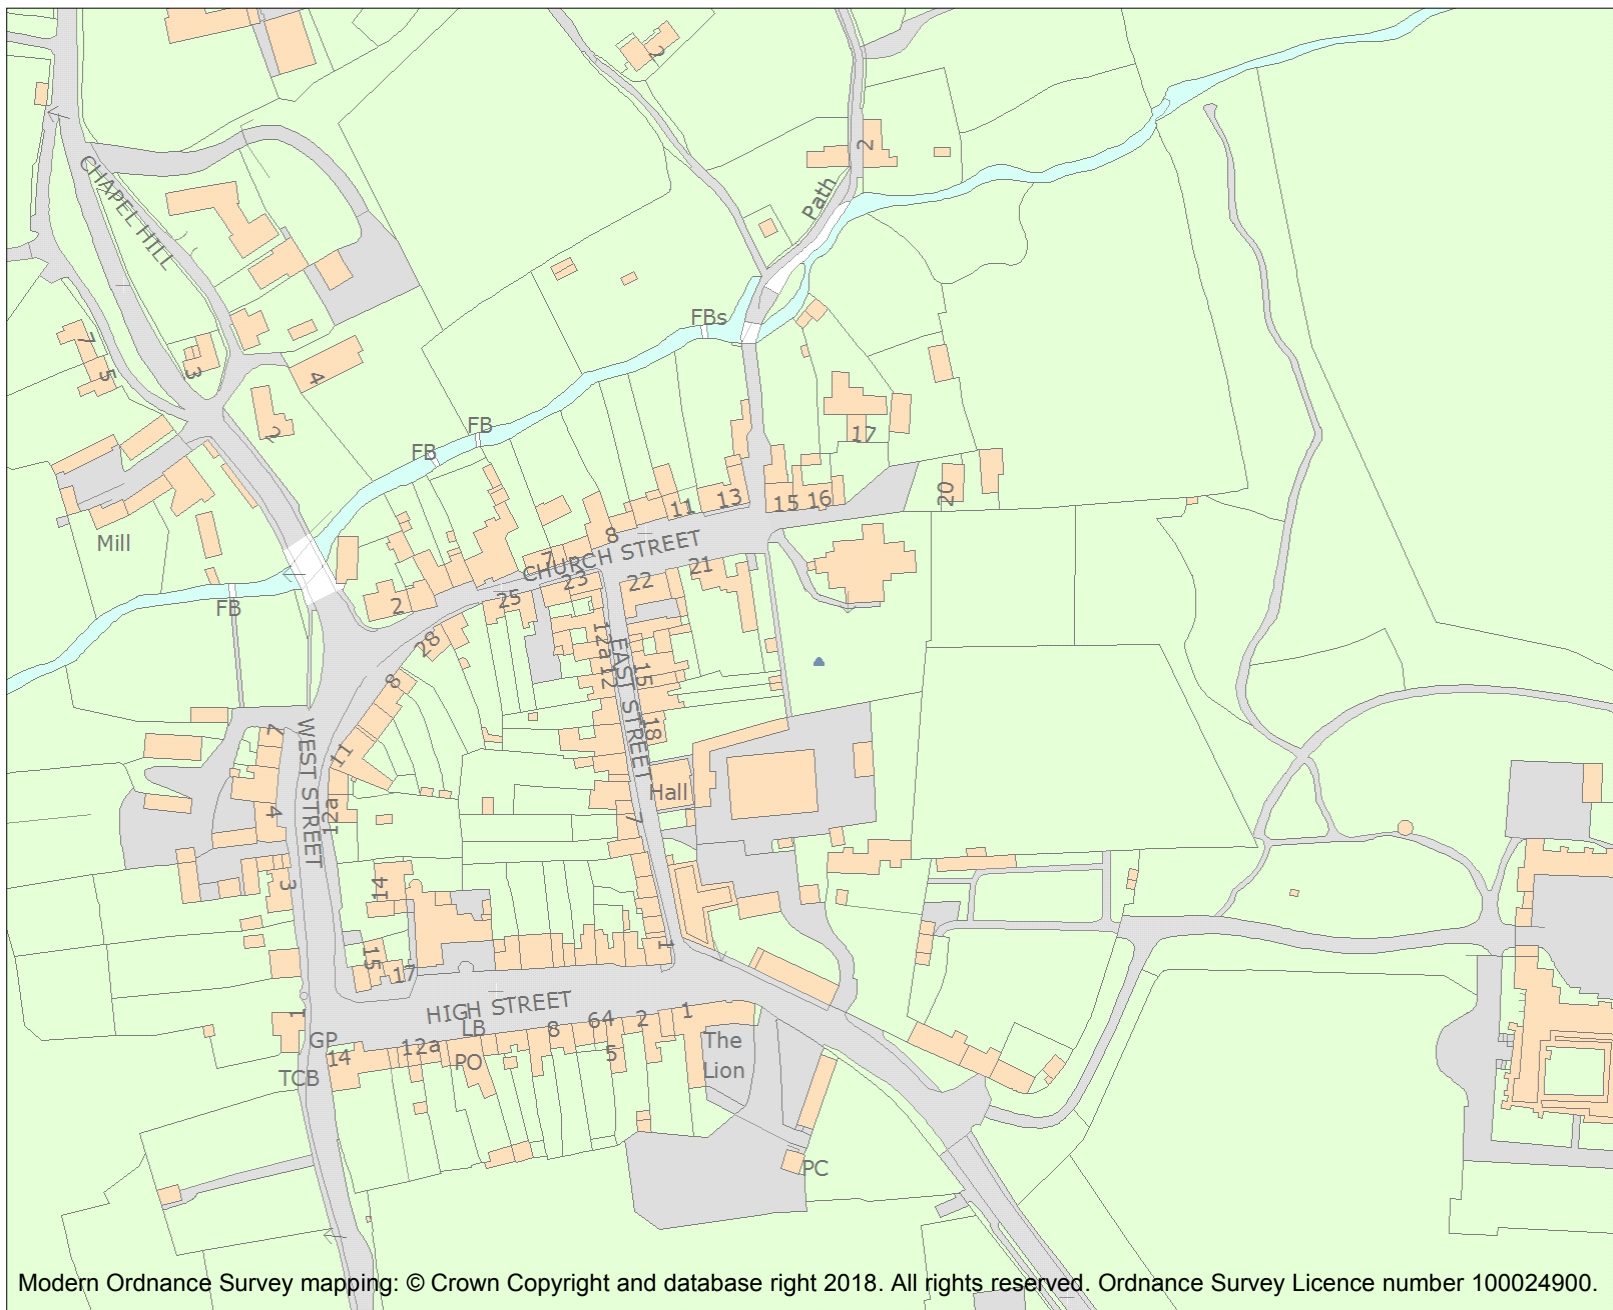 2
2
Path
CHAPEL HILL
7
5
3
4
2
FBs
FB
FB
17
20
11
13
15
16
Mill
8
7
CHURCH STREET
23
22
21
25
2
28
FB
12a
12
EAST STREET
15
18
8
11
7
WEST STREET
4
12a
3
14
Hall
7
1
15
17
HIGH STREET
LB
1
GP
14
TCB
12a
PO
8
64
5
2
1
The
Lion
PC
Modern Ordnance Survey mapping: © Crown Copyright and database right 2018. All rights reserved. Ordnance Survey Licence number 100024900.